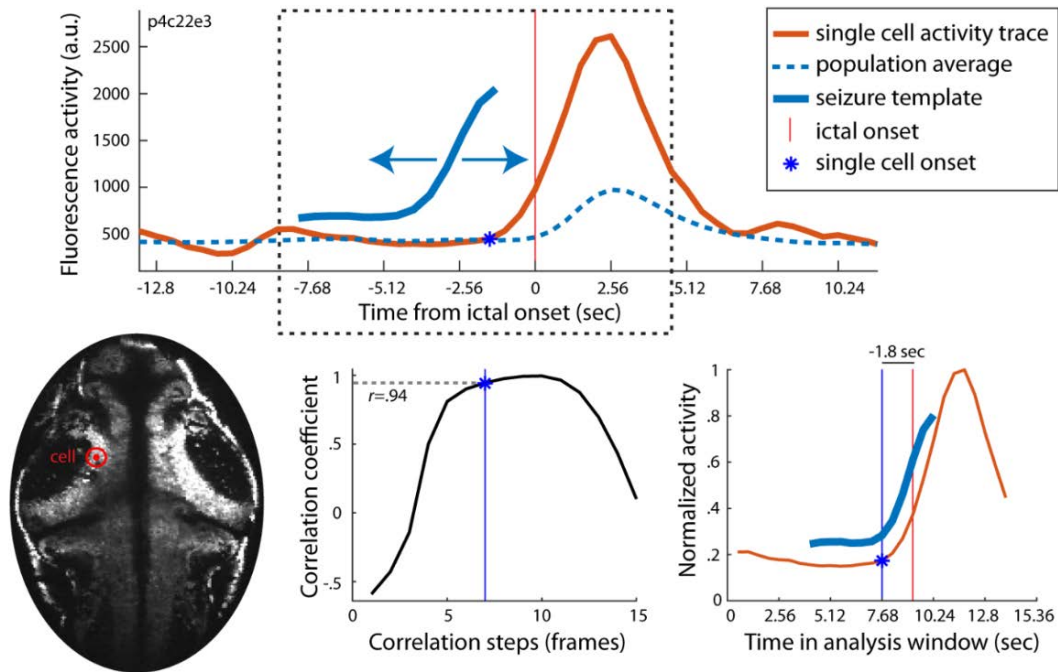 p4c22e3
Fluorescence activity (a.u.)
2500
2000
1500
1000
500
-12.8 -10.24 -7.68 -5.12 -2.56 0 2.56 5.12 7.68 10.24
Time from ictal onset (sec)
single cell activity trace
population average
seizure template
ictal onset
single cell onset
cell
Correlation coefficient
1
.5
0
-.5
r=.94
0 5 10 15
Correlation steps (frames)
-1.8 sec
Normalized activity
1
.8
.6
.4
.2
0
0 2.56 5.12 7.68 10.24 12.8 15.36
Time in analysis window (sec)